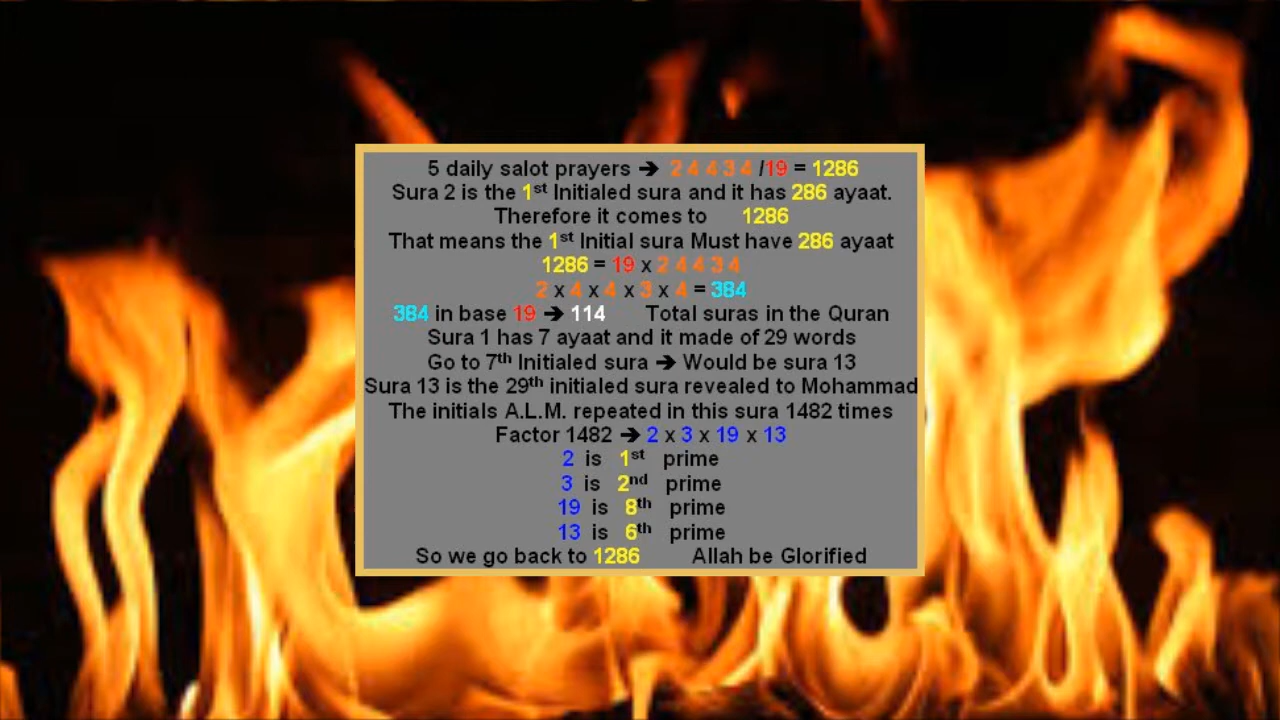 5 daily salot prayers ➔ 2 4 4 3 4 /19 = 1286
Sura 2 is the 1st Initialed sura and it has 286 ayaat.
Therefore it comes to 1286
That means the 1st Initial sura Must have 286 ayaat
1286 = 19 x 2 4 4 3 4
2 x 4 x 4 x 3 x 4 = 384
384 in base 19 ➔ 114 Total suras in the Quran
Sura 1 has 7 ayaat and it made of 29 words
Go to 7th Initialed sura ➔ Would be sura 13
Sura 13 is the 29th initialed sura revealed to Mohammad
The initials A.L.M. repeated in this sura 1482 times
Factor 1482 ➔ 2 x 3 x 19 x 13
2 is 1st prime
3 is 2nd prime
19 is 8th prime
13 is 6th prime
So we go back to 1286 Allah be Glorified